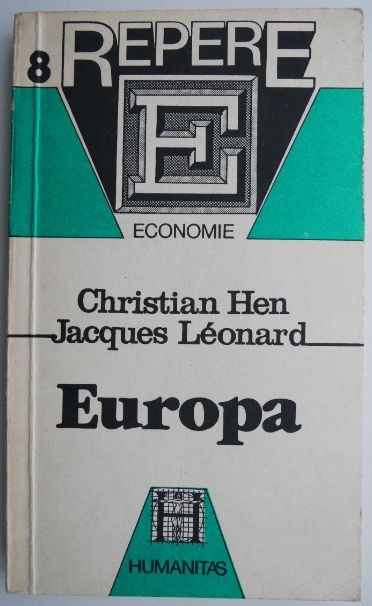 8 REPERE
E
ECONOMIE
Christian Hen
Jacques Léonard
Europa
H
HUMANITAS